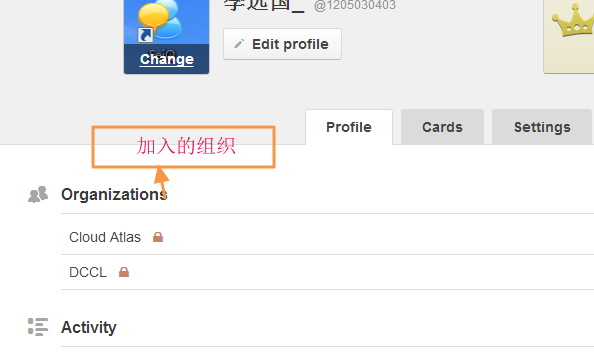 李远国_ @1205030403
Change
Edit profile
Profile Cards Settings
加入的组织
Organizations
Cloud Atlas
DCCL
Activity